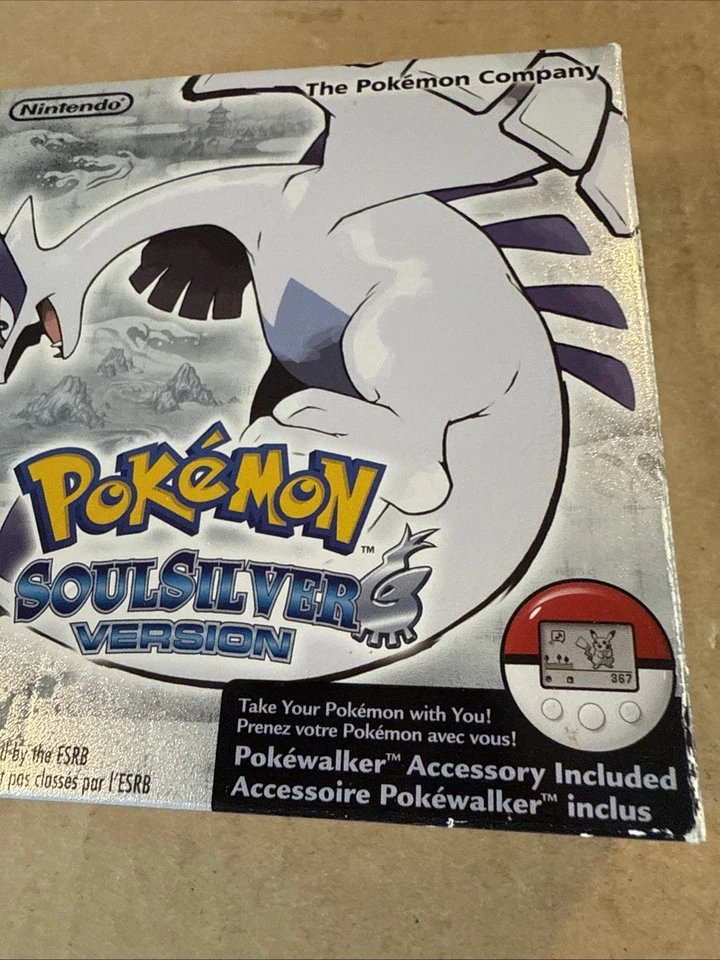 Nintendo®
The Pokémon Company
POKéMON™
SOULSILVER
VERSION
367
Take Your Pokémon with You!
Prenez votre Pokémon avec vous!
Pokéwalker™ Accessory Included
Accessoire Pokéwalker™ inclus
by the ESRB
pas classés par l'ESRB